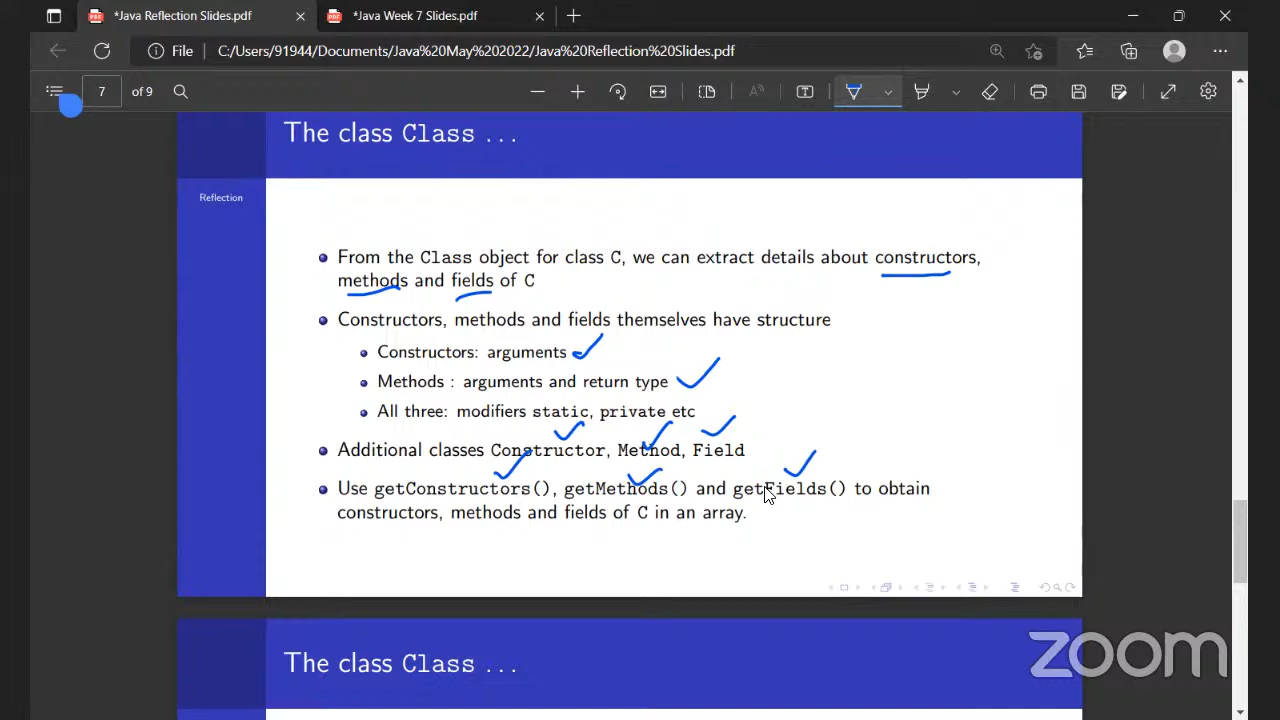 *Java Reflection Slides.pdf
*Java Week 7 Slides.pdf
File
C:/Users/91944/Documents/Java%20May%202022/Java%20Reflection%20Slides.pdf
7 of 9
The class Class ...
Reflection
From the Class object for class C, we can extract details about constructors,
methods and fields of C
Constructors, methods and fields themselves have structure
Constructors: arguments
Methods : arguments and return type
All three: modifiers static, private etc
Additional classes Constructor, Method, Field
Use getConstructors(), getMethods() and getFields() to obtain
constructors, methods and fields of C in an array.
zoom
The class Class ...